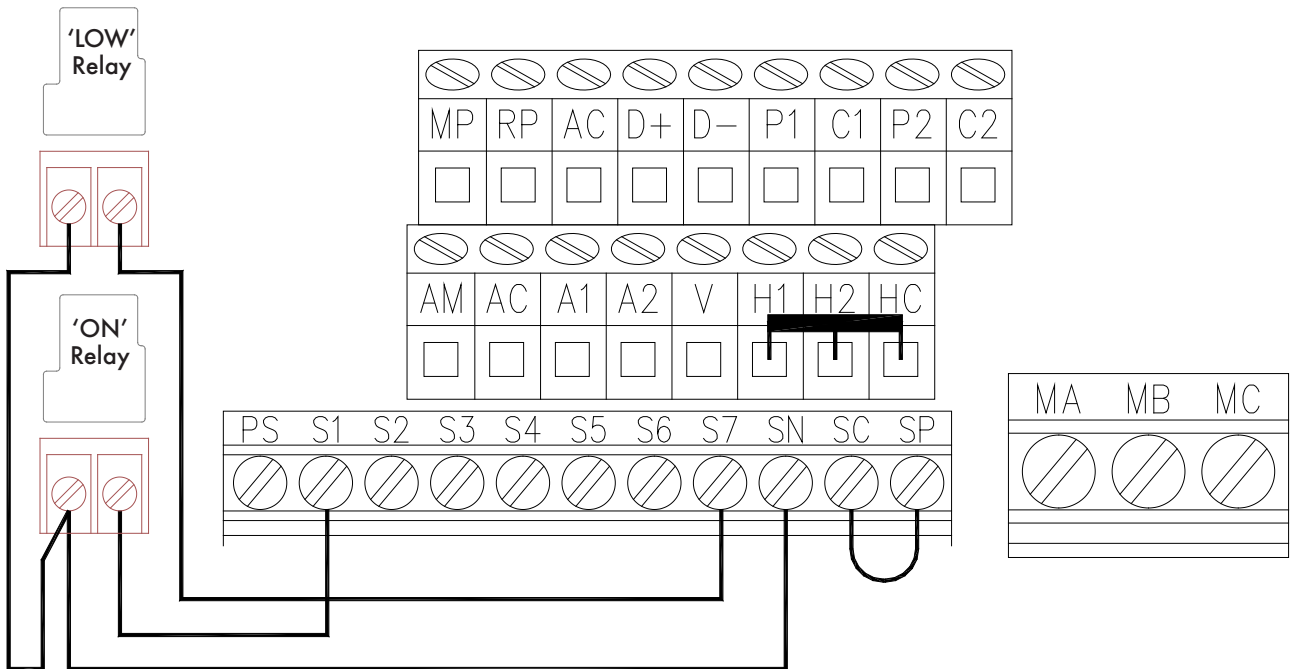 ‘LOW’
Relay
MP RP AC D+ D− P1 C1 P2 C2
AM AC A1 A2 V H1 H2 HC
‘ON’
Relay
PS S1 S2 S3 S4 S5 S6 S7 SN SC SP
MA MB MC